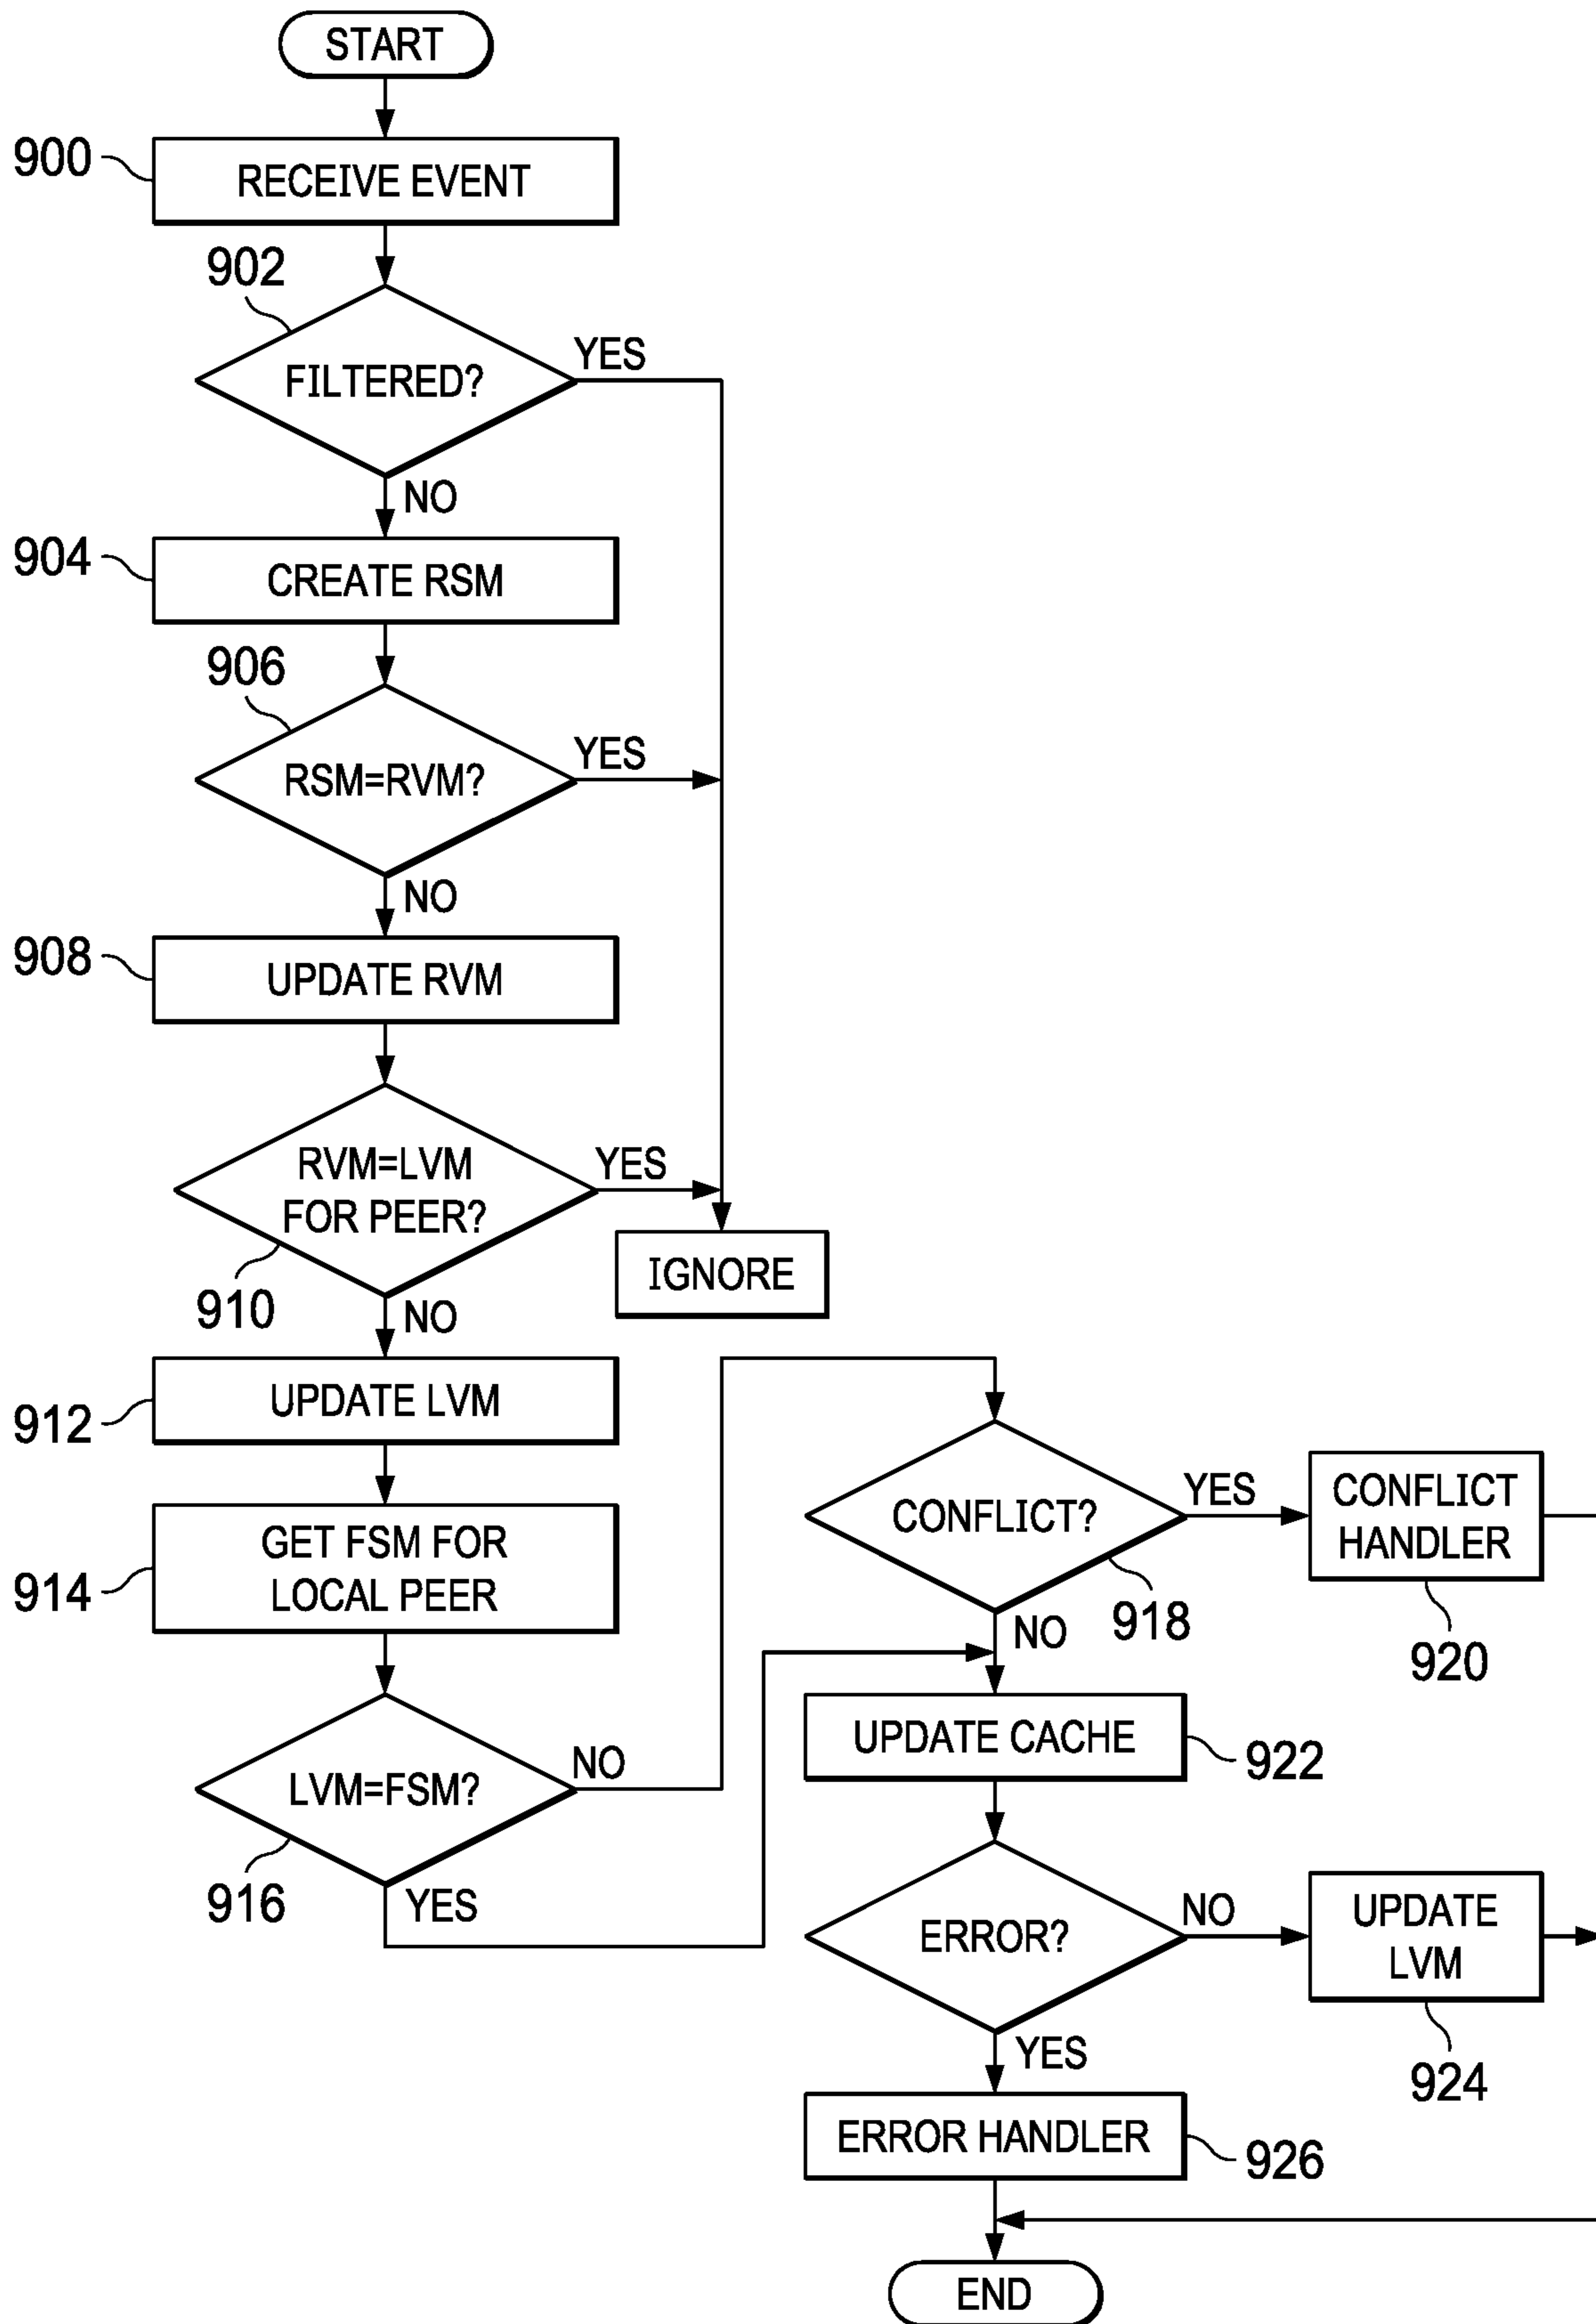 START
900
RECEIVE EVENT
902
FILTERED?
YES
NO
904
CREATE RSM
906
RSM=RVM?
YES
NO
908
UPDATE RVM
RVM=LVM
FOR PEER?
YES
910
NO
IGNORE
912
UPDATE LVM
914
GET FSM FOR
LOCAL PEER
LVM=FSM?
NO
916
YES
CONFLICT?
YES
918
NO
CONFLICT
HANDLER
920
UPDATE CACHE
922
ERROR?
NO
YES
UPDATE
LVM
924
ERROR HANDLER
926
END